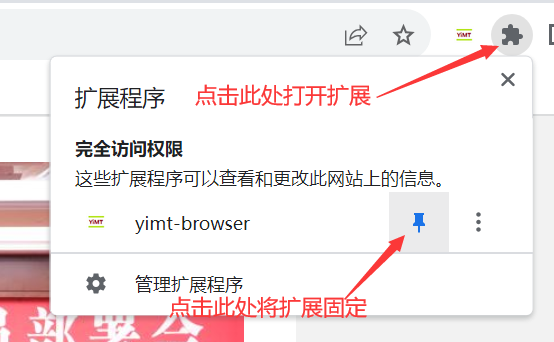 YiMT
扩展程序
点击此处打开扩展
完全访问权限
这些扩展程序可以查看和更改此网站上的信息。
YiMT
yimt-browser
管理扩展程序
点击此处将扩展固定
部署会